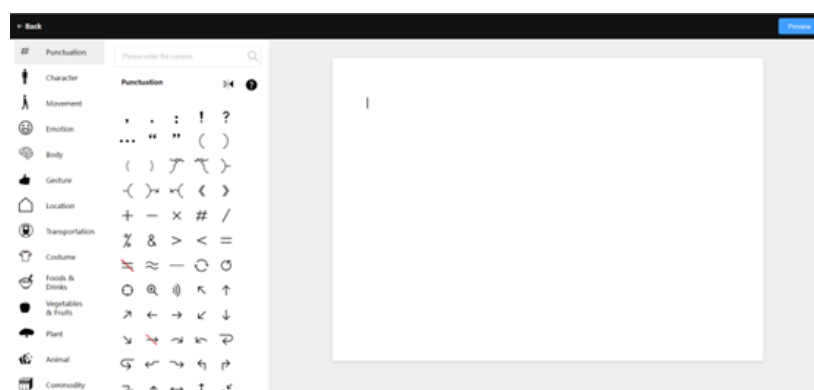 ← Back
Preview
# Punctuation
Character
Movement
Emotion
Body
Gesture
Location
Transportation
Costume
Foods &
Drinks
Vegetables
& Fruits
Plant
Animal
Commodity
Please enter the content
Punctuation
?
, . : ! ?
… “ ” ( )
( )
《 》
+ − × # /
% & > < =
≈ —
↖ ↑
↗ ← → ↙ ↓
↘